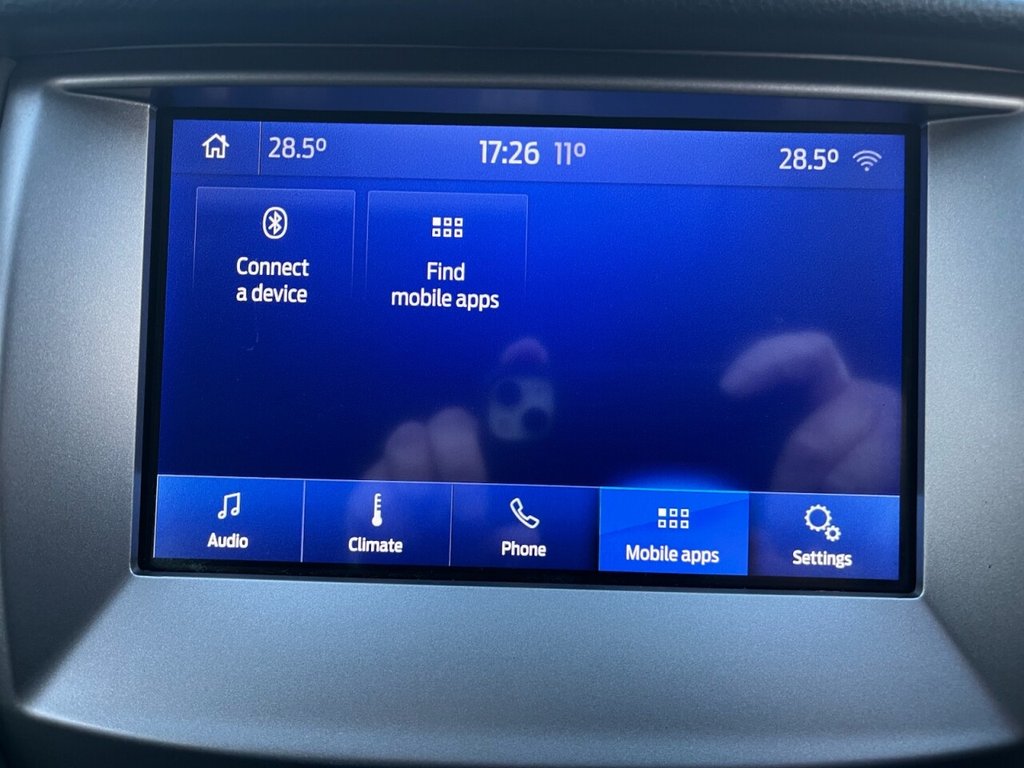 28.5° 17:26 11° 28.5°
Connect
a device
Find
mobile apps
Audio Climate Phone Mobile apps Settings